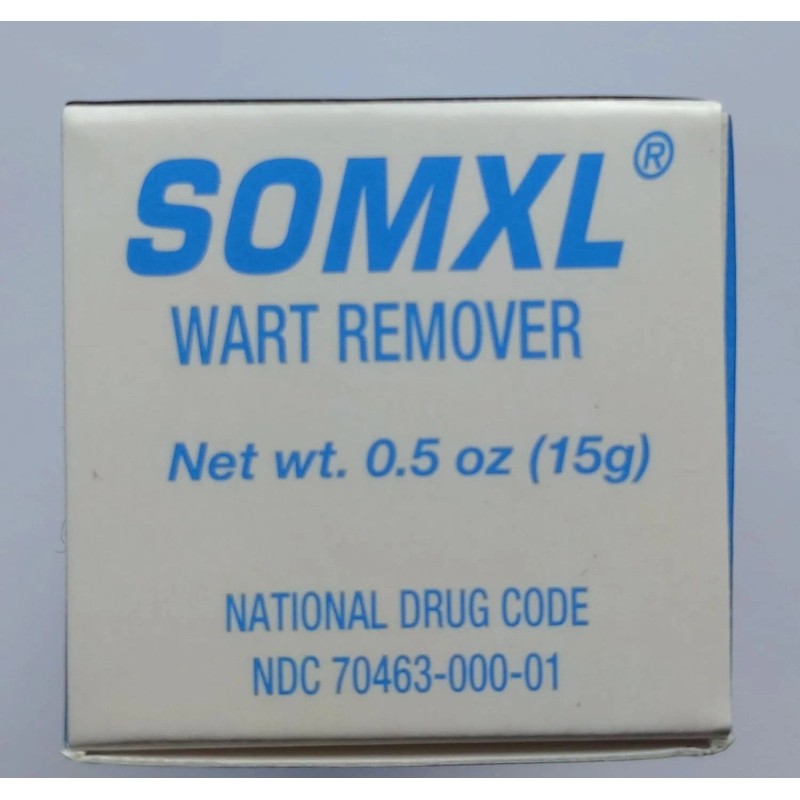 SOMXL®
WART REMOVER
Net wt. 0.5 oz (15g)
NATIONAL DRUG CODE
NDC 70463-000-01